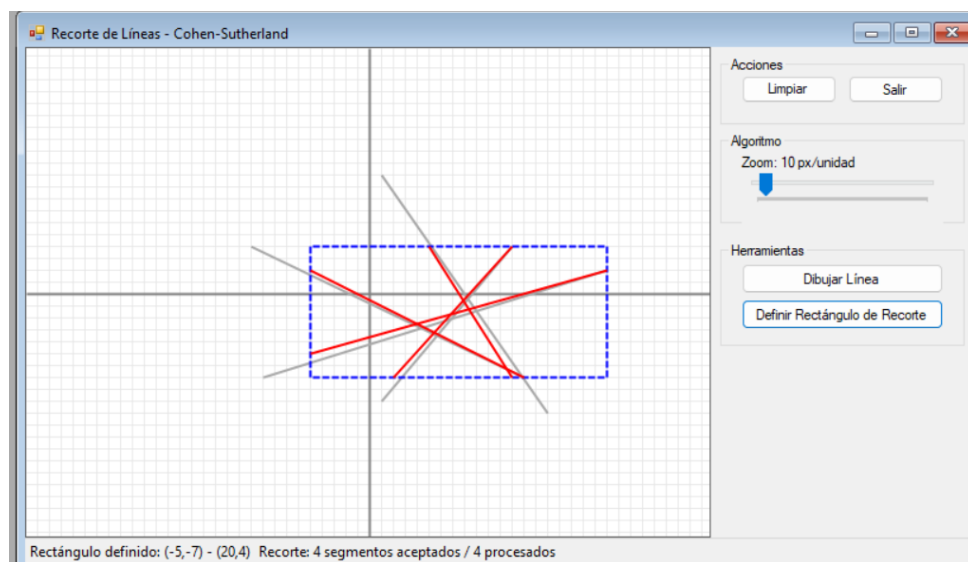 Recorte de Líneas - Cohen-Sutherland
Acciones
Limpiar
Salir
Algoritmo
Zoom: 10 px/unidad
Herramientas
Dibujar Línea
Definir Rectángulo de Recorte
Rectángulo definido: (-5,-7) - (20,4) Recorte: 4 segmentos aceptados / 4 procesados